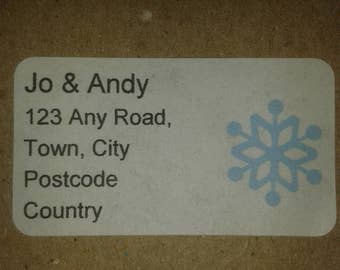 Jo & Andy
123 Any Road,
Town, City
Postcode
Country